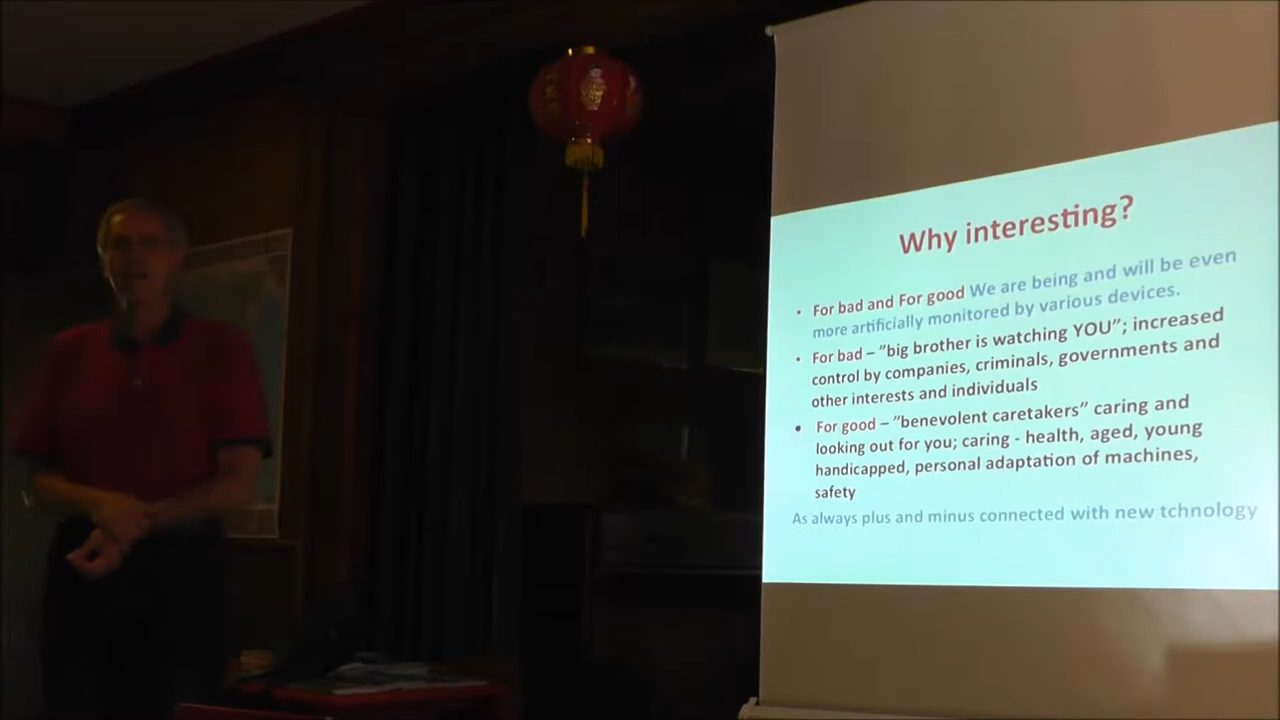 Why interesting?
• For bad and For good We are being and will be even
more artificially monitored by various devices.
• For bad – ”big brother is watching YOU”; increased
control by companies, criminals, governments and
other interests and individuals
• For good – ”benevolent caretakers” caring and
looking out for you; caring - health, aged, young
handicapped, personal adaptation of machines,
safety
As always plus and minus connected with new tchnology